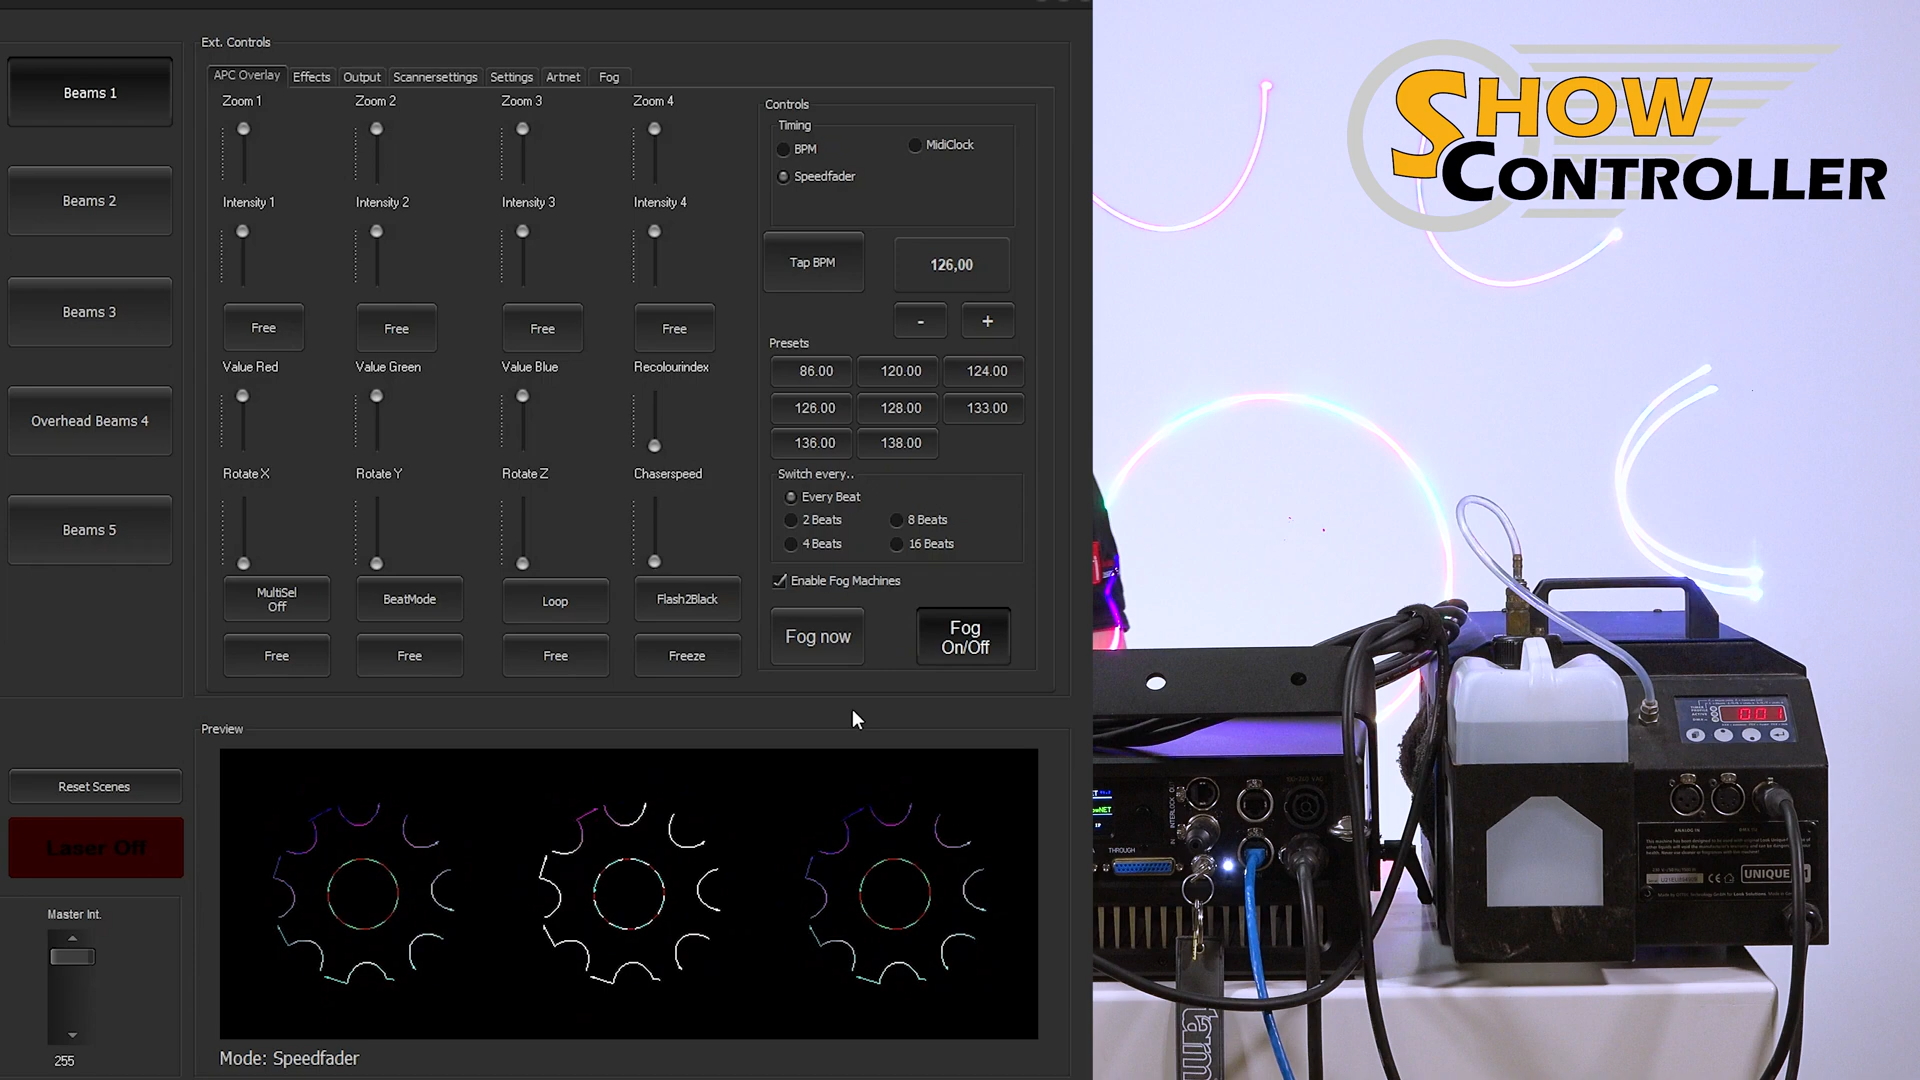 Ext. Controls
Beams 1
Beams 2
Beams 3
Overhead Beams 4
Beams 5
APC Overlay
Effects
Output
Scannersettings
Settings
Artnet
Fog
Zoom 1
Zoom 2
Zoom 3
Zoom 4
Intensity 1
Intensity 2
Intensity 3
Intensity 4
Free
Free
Free
Free
Value Red
Value Green
Value Blue
Recolourindex
Rotate X
Rotate Y
Rotate Z
Chaserspeed
MultiSel
Off
BeatMode
Loop
Flash2Black
Free
Free
Free
Freeze
Controls
Timing
BPM
MidiClock
Speedfader
Tap BPM
126,00
-
+
Presets
86.00
120.00
124.00
126.00
128.00
133.00
136.00
138.00
Switch every..
Every Beat
2 Beats
8 Beats
4 Beats
16 Beats
Enable Fog Machines
Fog now
Fog
On/Off
Reset Scenes
Laser Off
Master Int.
255
Preview
Mode: Speedfader
SHOW
CONTROLLER
001
INTERLOCK
THROUGH
ANALOG IN
UNIQUE